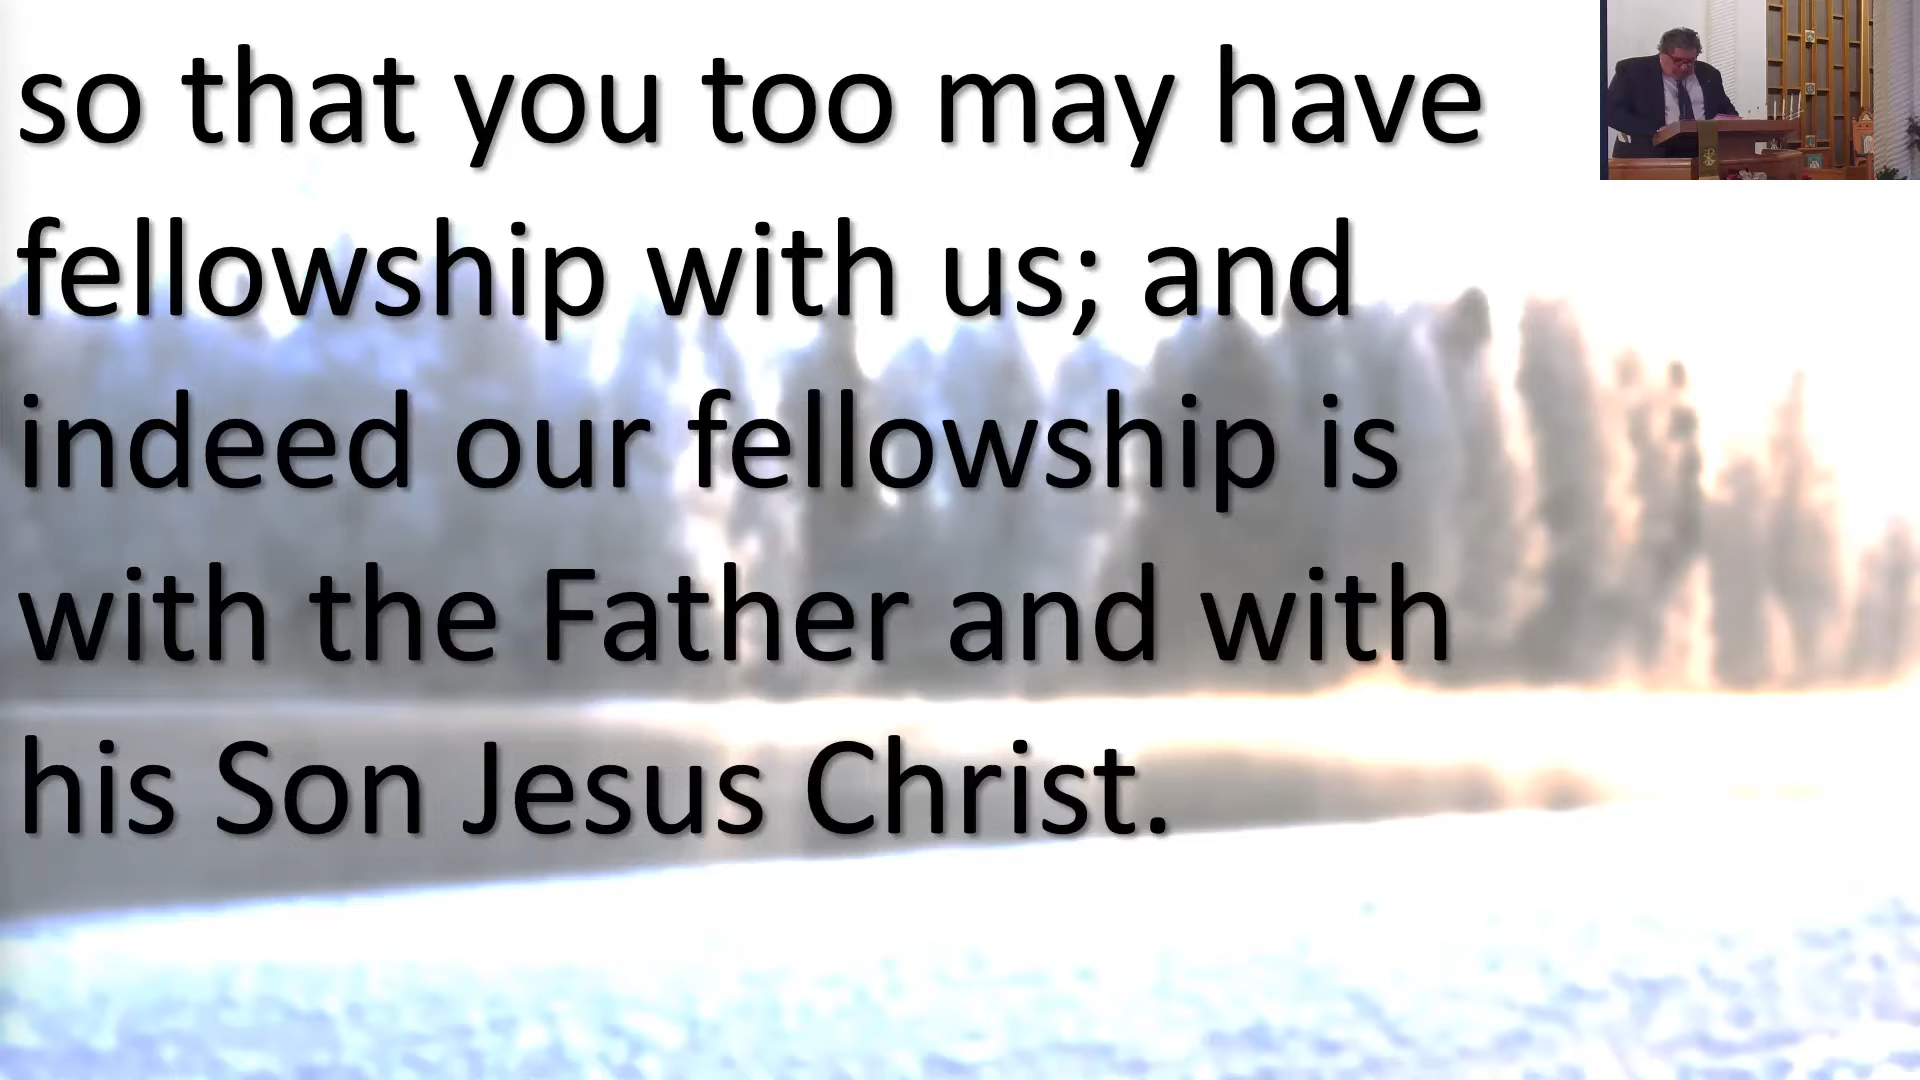 so that you too may have
fellowship with us; and
indeed our fellowship is
with the Father and with
his Son Jesus Christ.